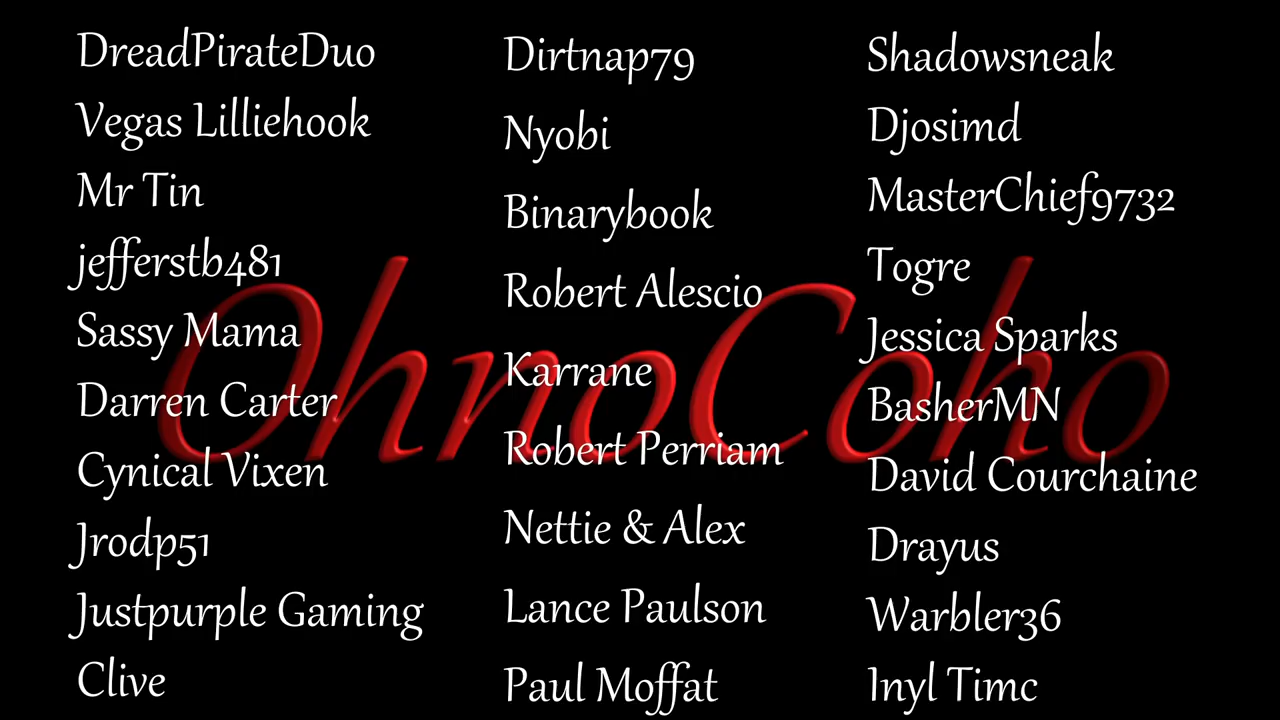 DreadPirateDuo
Vegas Lilliehook
Mr Tin
jefferstb481
Sassy Mama
Darren Carter
Cynical Vixen
Jrodp51
Justpurple Gaming
Clive
Dirtnap79
Nyobi
Binarybook
Robert Alescio
Karrane
Robert Perriam
Nettie & Alex
Lance Paulson
Paul Moffat
Shadowsneak
Djosimd
MasterChief9732
Togre
Jessica Sparks
BasherMN
David Courchaine
Drayus
Warbler36
Inyl Timc
OhnoCoho